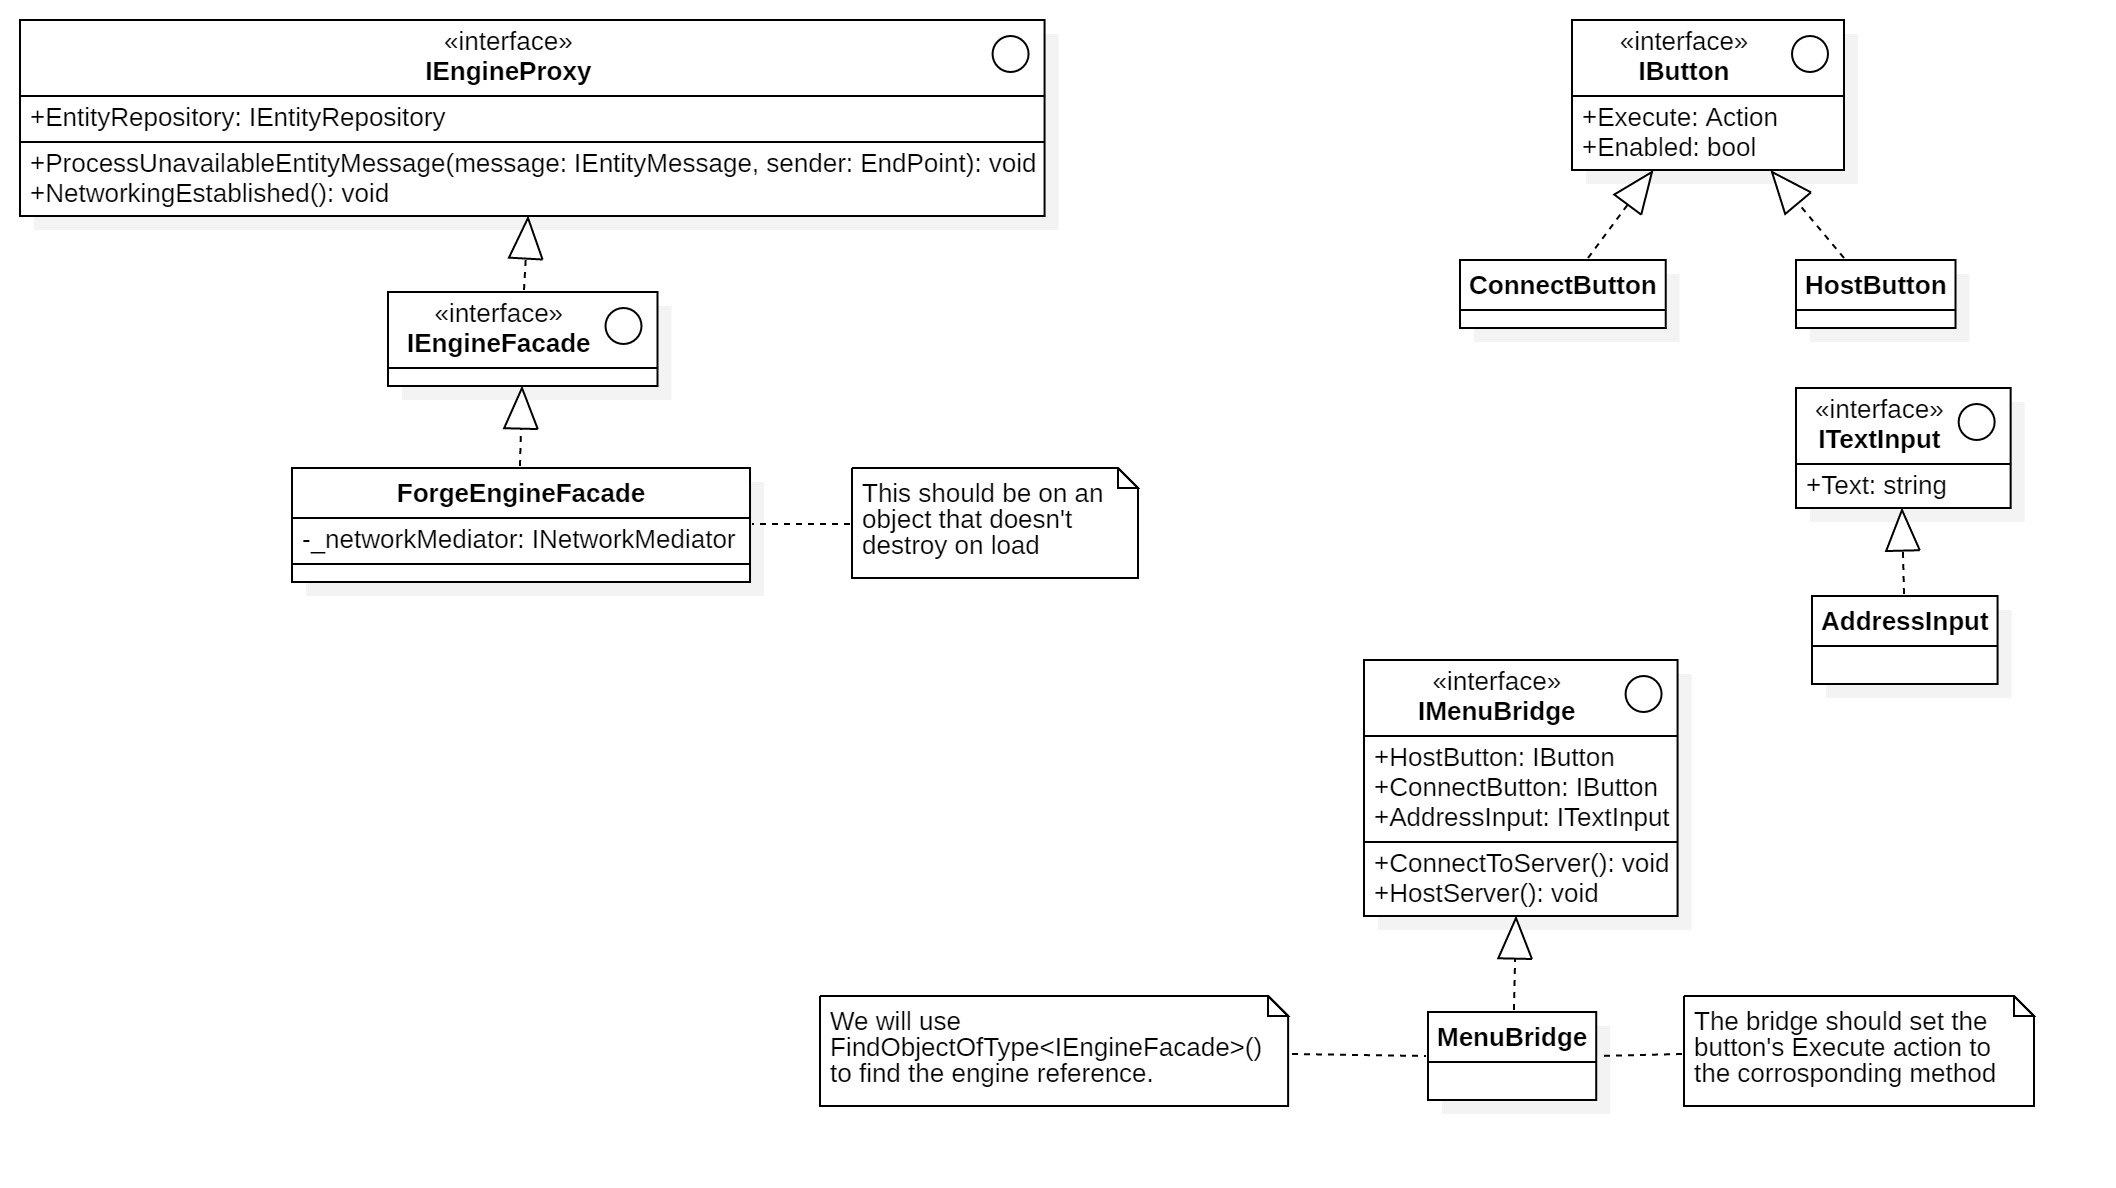 «interface»
IEngineProxy
+EntityRepository: IEntityRepository
+ProcessUnavailableEntityMessage(message: IEntityMessage, sender: EndPoint): void
+NetworkingEstablished(): void
«interface»
IEngineFacade
ForgeEngineFacade
-_networkMediator: INetworkMediator
This should be on an
object that doesn't
destroy on load
«interface»
IButton
+Execute: Action
+Enabled: bool
ConnectButton
HostButton
«interface»
ITextInput
+Text: string
AddressInput
«interface»
IMenuBridge
+HostButton: IButton
+ConnectButton: IButton
+AddressInput: ITextInput
+ConnectToServer(): void
+HostServer(): void
We will use
FindObjectOfType<IEngineFacade>()
to find the engine reference.
MenuBridge
The bridge should set the
button's Execute action to
the corrosponding method